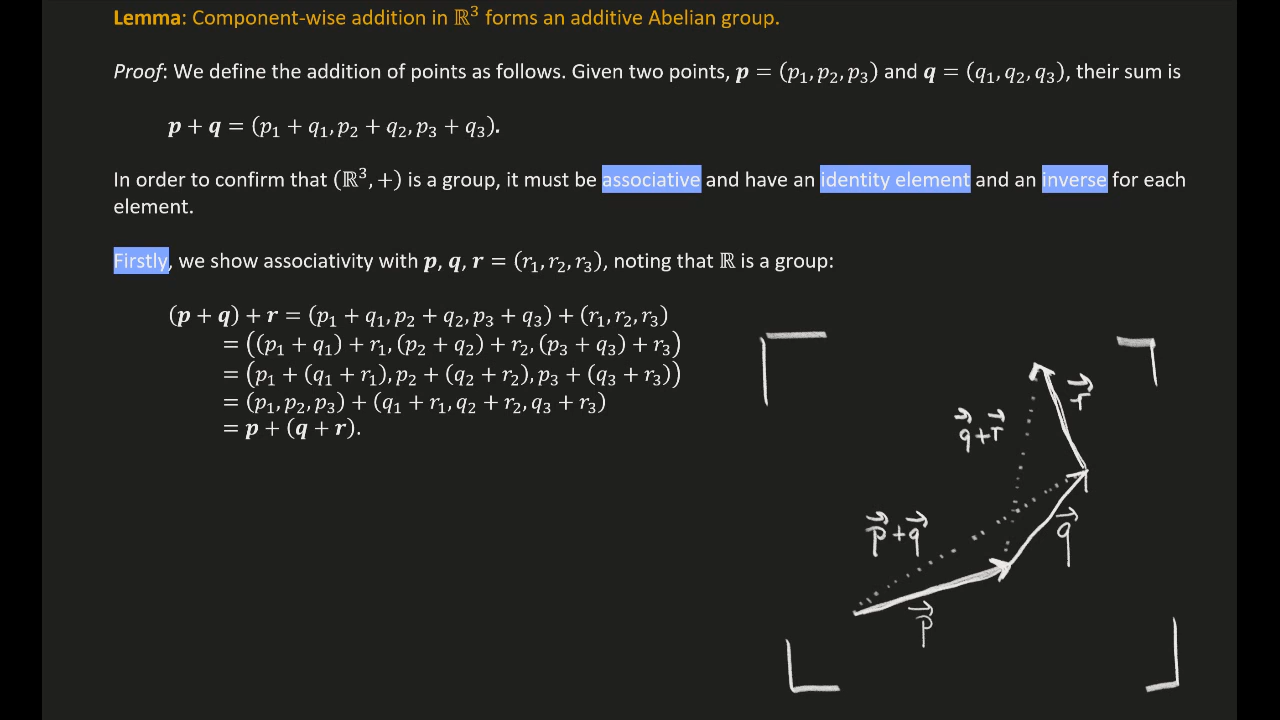 Lemma: Component-wise addition in ℝ³ forms an additive Abelian group.
Proof: We define the addition of points as follows. Given two points, p = (p₁, p₂, p₃) and q = (q₁, q₂, q₃), their sum is
p + q = (p₁ + q₁, p₂ + q₂, p₃ + q₃).
In order to confirm that (ℝ³, +) is a group, it must be associative and have an identity element and an inverse for each
element.
Firstly, we show associativity with p, q, r = (r₁, r₂, r₃), noting that ℝ is a group:
(p + q) + r = (p₁ + q₁, p₂ + q₂, p₃ + q₃) + (r₁, r₂, r₃)
= ((p₁ + q₁) + r₁, (p₂ + q₂) + r₂, (p₃ + q₃) + r₃)
= (p₁ + (q₁ + r₁), p₂ + (q₂ + r₂), p₃ + (q₃ + r₃))
= (p₁, p₂, p₃) + (q₁ + r₁, q₂ + r₂, q₃ + r₃)
= p + (q + r).
r⃗
q⃗+r⃗
p⃗+q⃗
q⃗
p⃗